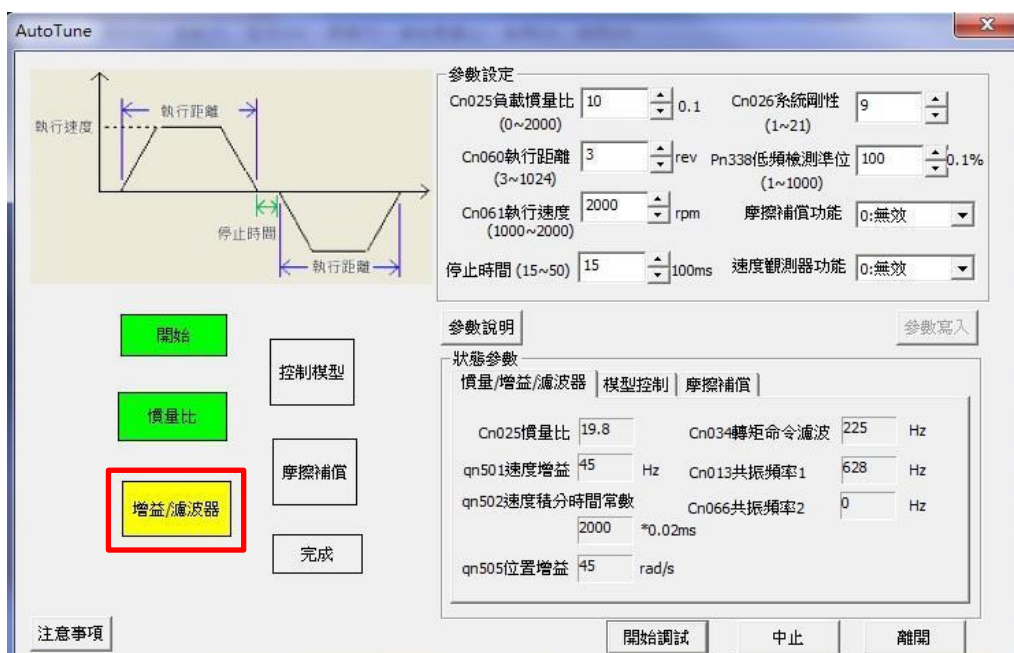 AutoTune
執行距離
執行速度
停止時間
執行距離
參數設定
Cn025負載慣量比 10 0.1 Cn026系統剛性 9
(0~2000) (1~21)
Cn060執行距離 3 rev Pn338低頻檢測準位 100 0.1%
(3~1024) (1~1000)
Cn061執行速度 2000 rpm 摩擦補償功能 0:無效
(1000~2000)
停止時間 (15~50) 15 100ms 速度觀測器功能 0:無效
參數說明 參數寫入
開始
慣量比
增益/濾波器
控制模型
摩擦補償
完成
狀態參數
慣量/增益/濾波器 模型控制 摩擦補償
Cn025慣量比 19.8 Cn034轉矩命令濾波 225 Hz
qn501速度增益 45 Hz Cn013共振頻率1 628 Hz
qn502速度積分時間常數 Cn066共振頻率2 0 Hz
2000 *0.02ms
qn505位置增益 45 rad/s
注意事項 開始調試 中止 離開